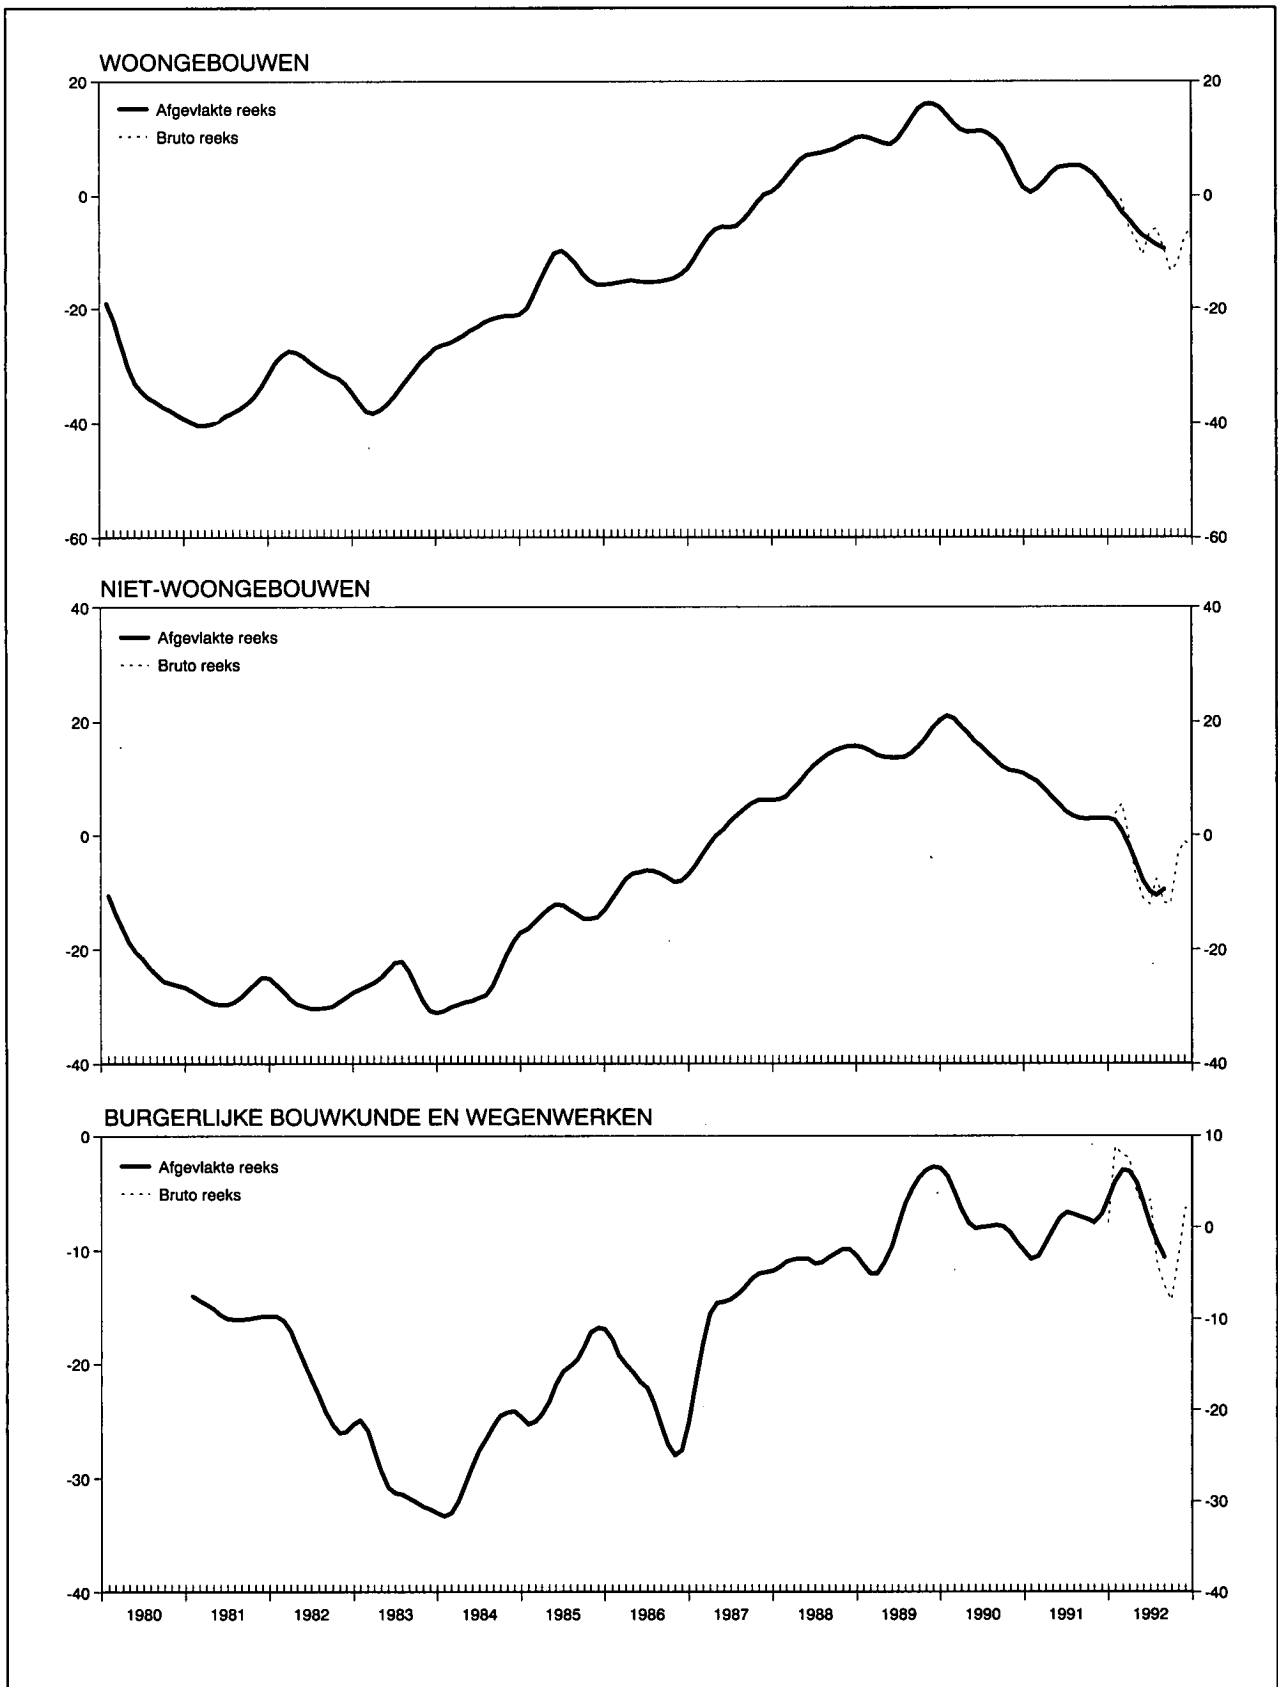 WOONGEBOUWEN
20 20
Afgevlakte reeks
Bruto reeks
0 0
-20 -20
-40 -40
-60 -60
NIET-WOONGEBOUWEN
40 40
Afgevlakte reeks
Bruto reeks
20 20
0 0
-20 -20
-40 -40
BURGERLIJKE BOUWKUNDE EN WEGENWERKEN
0 10
Afgevlakte reeks
Bruto reeks
0
-10
-10
-20
-20
-30
-30
-40 -40
1980 1981 1982 1983 1984 1985 1986 1987 1988 1989 1990 1991 1992